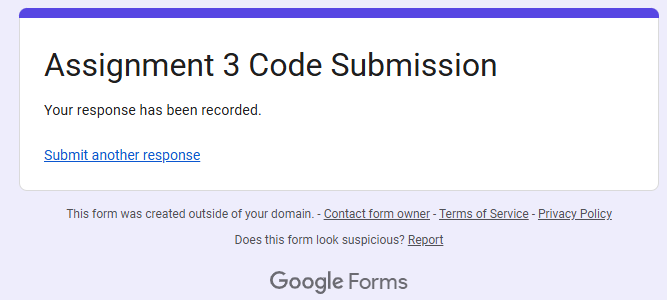 Assignment 3 Code Submission
Your response has been recorded.
Submit another response
This form was created outside of your domain. - Contact form owner - Terms of Service - Privacy Policy
Does this form look suspicious? Report
Google Forms